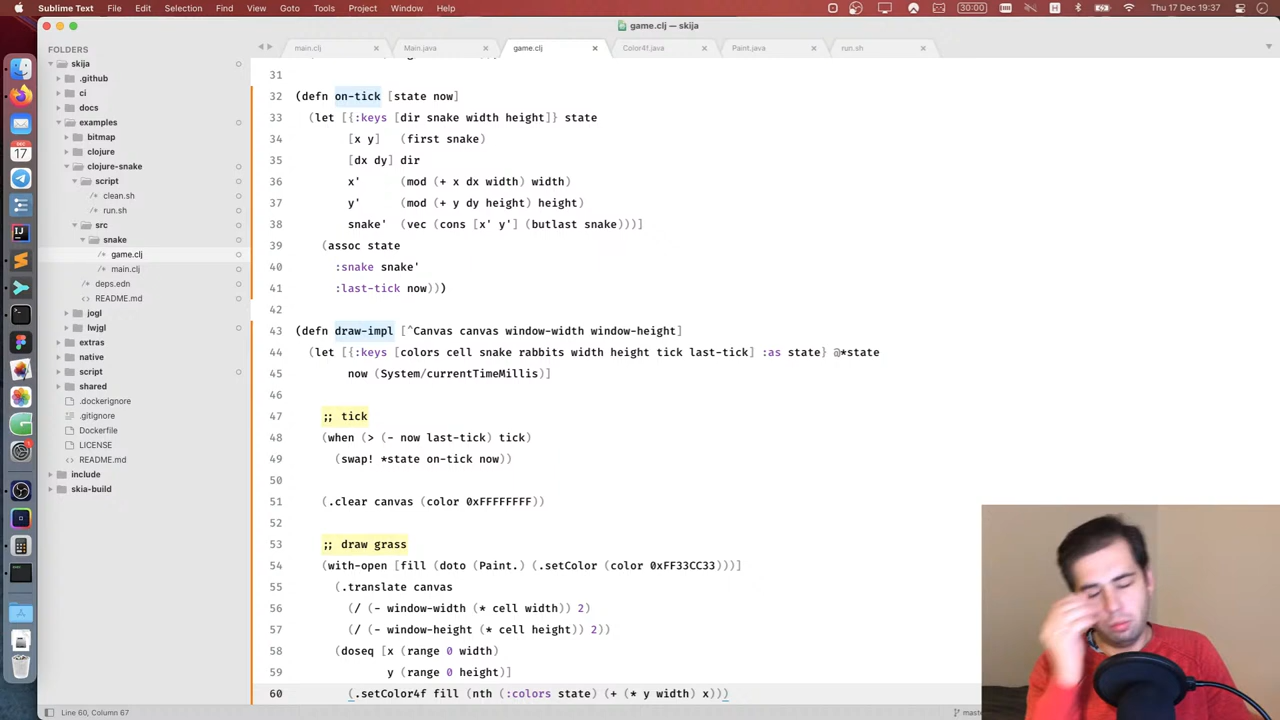 Sublime Text File Edit Selection Find View Goto Tools Project Window Help
30:00
Thu 17 Dec 19:37
game.clj — skija
main.clj
Main.java
game.clj
Color4f.java
Paint.java
run.sh
FOLDERS
skija
.github
ci
docs
examples
bitmap
clojure
clojure-snake
script
clean.sh
run.sh
src
snake
game.clj
main.clj
deps.edn
README.md
jogl
lwjgl
extras
native
script
shared
.dockerignore
.gitignore
Dockerfile
LICENSE
README.md
include
skia-build
DEC
17
31
32 (defn on-tick [state now]
33 (let [{:keys [dir snake width height]} state
34 [x y] (first snake)
35 [dx dy] dir
36 x' (mod (+ x dx width) width)
37 y' (mod (+ y dy height) height)
38 snake' (vec (cons [x' y'] (butlast snake)))]
39 (assoc state
40 :snake snake'
41 :last-tick now)))
42
43 (defn draw-impl [^Canvas canvas window-width window-height]
44 (let [{:keys [colors cell snake rabbits width height tick last-tick] :as state} @*state
45 now (System/currentTimeMillis)]
46
47 ;; tick
48 (when (> (- now last-tick) tick)
49 (swap! *state on-tick now))
50
51 (.clear canvas (color 0xFFFFFFFF))
52
53 ;; draw grass
54 (with-open [fill (doto (Paint.) (.setColor (color 0xFF33CC33)))]
55 (.translate canvas
56 (/ (- window-width (* cell width)) 2)
57 (/ (- window-height (* cell height)) 2))
58 (doseq [x (range 0 width)
59 y (range 0 height)]
60 (.setColor4f fill (nth (:colors state) (+ (* y width) x)))
Line 60, Column 67